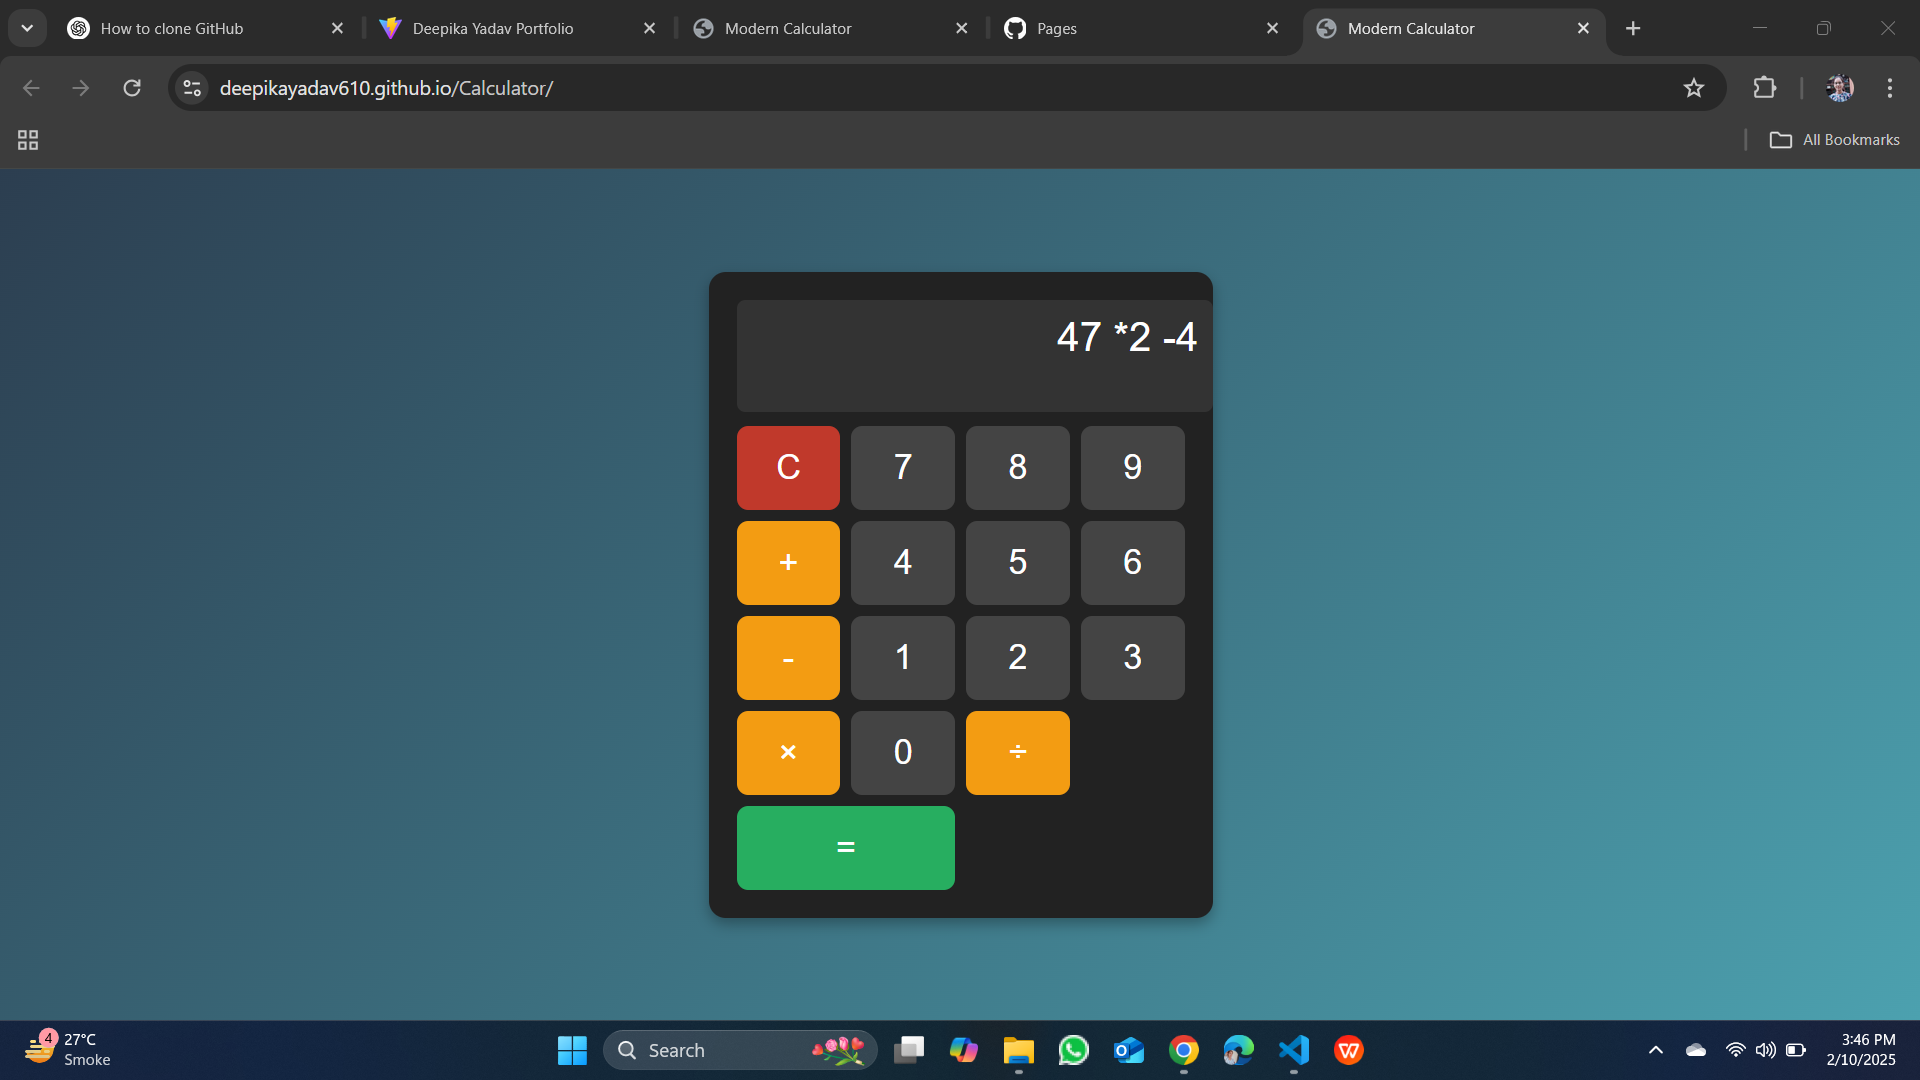 How to clone GitHub
Deepika Yadav Portfolio
Modern Calculator
Pages
Modern Calculator
deepikayadav610.github.io/Calculator/
All Bookmarks
47 *2 -4
C 7 8 9
+ 4 5 6
- 1 2 3
× 0 ÷
=
4
27°C
Smoke
Search
O
W
3:46 PM
2/10/2025